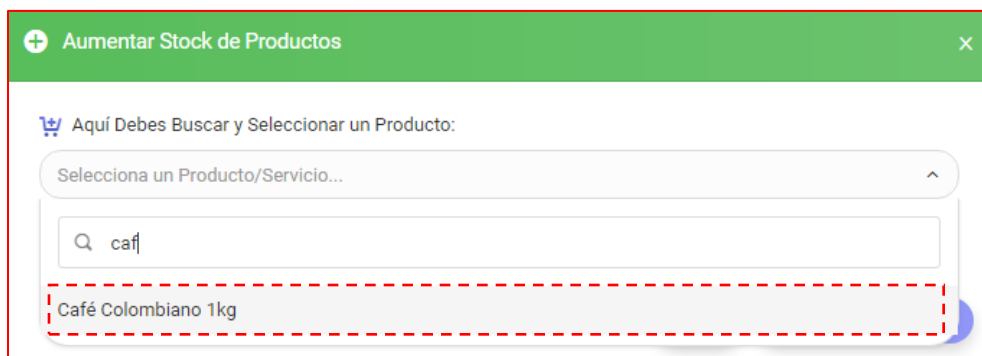 Aumentar Stock de Productos
Aquí Debes Buscar y Seleccionar un Producto:
Selecciona un Producto/Servicio...
caf
Café Colombiano 1kg